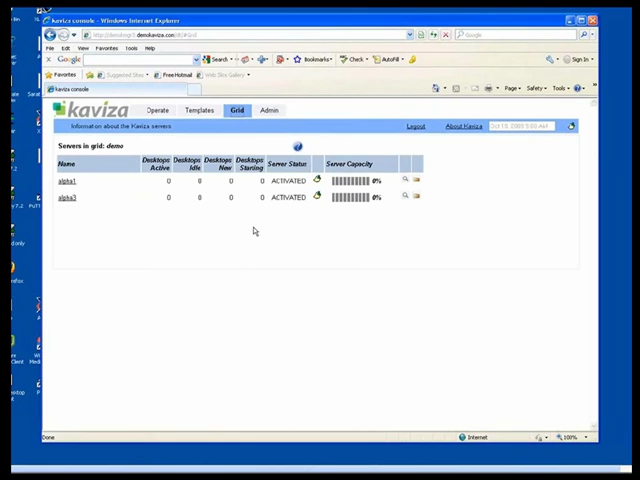 kaviza console - Windows Internet Explorer
demokaviza.com
Google
File Edit View Favorites Tools Help
Google Search Bookmarks Check AutoFill Sign In
Favorites Suggested Sites Free Hotmail Web Slice Gallery
kaviza console Page Safety Tools
kaviza Operate Templates Grid Admin
Information about the Kaviza servers Logout About Kaviza
Servers in grid: demo
Name Desktops Active Desktops Idle Desktops New Desktops Starting Server Status Server Capacity
alpha1 0 0 0 0 ACTIVATED 0%
alpha3 0 0 0 0 ACTIVATED 0%
Done Internet 100%